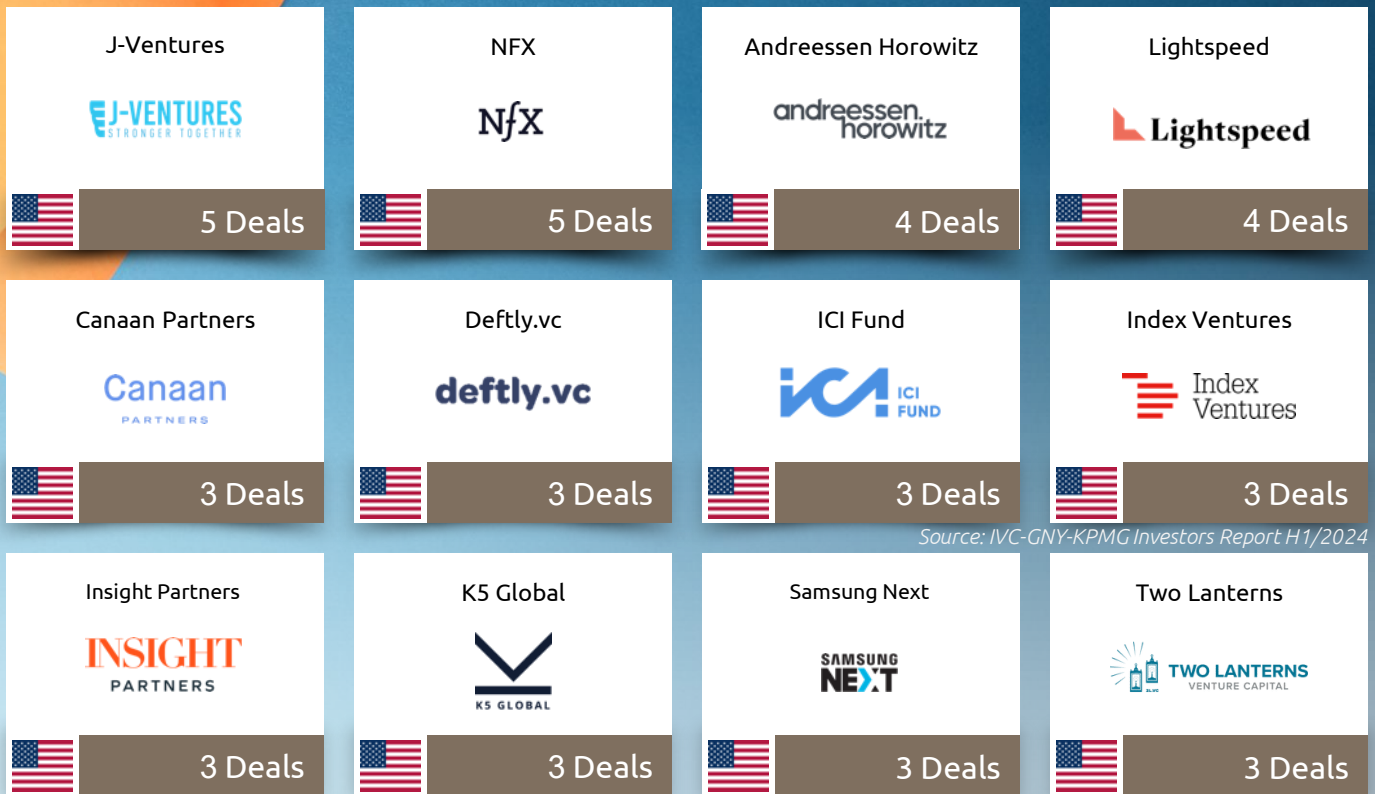 J-Ventures
J-VENTURES
STRONGER TOGETHER
5 Deals
NFX
NfX
5 Deals
Andreessen Horowitz
andreessen.
horowitz
4 Deals
Lightspeed
Lightspeed
4 Deals
Canaan Partners
Canaan
PARTNERS
3 Deals
Deftly.vc
deftly.vc
3 Deals
ICI Fund
ICI
ICI
FUND
3 Deals
Index Ventures
Index
Ventures
3 Deals
Source: IVC-GNY-KPMG Investors Report H1/2024
Insight Partners
INSIGHT
PARTNERS
3 Deals
K5 Global
K5 GLOBAL
3 Deals
Samsung Next
SAMSUNG
NEXT
3 Deals
Two Lanterns
TWO LANTERNS
VENTURE CAPITAL
3 Deals